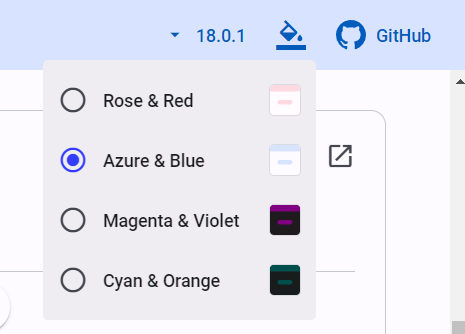 18.0.1
GitHub
Rose & Red
Azure & Blue
Magenta & Violet
Cyan & Orange